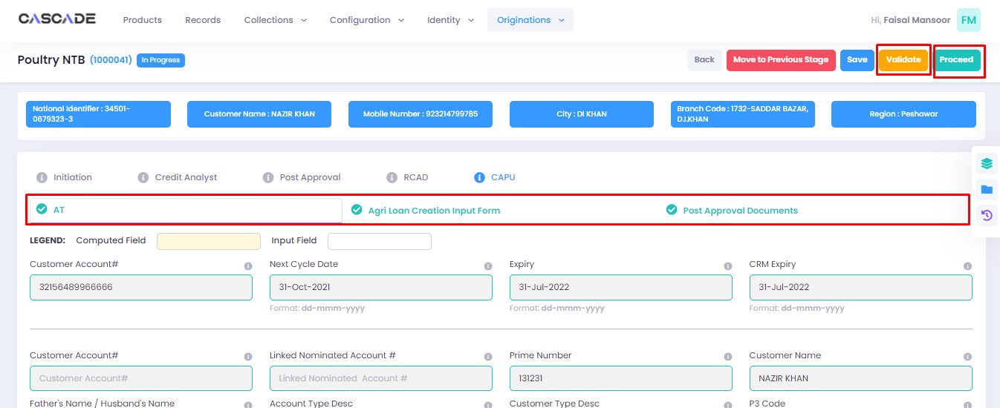 CASCADE
Products Records Collections Configuration Identity Originations Hi, Faisal Mansoor FM
Poultry NTB (1000041) In Progress Back Move to Previous Stage Save Validate Proceed
National Identifier : 34501-
0679323-3
Customer Name : NAZIR KHAN
Mobile Number : 923214799785
City : DI KHAN
Branch Code : 1732-SADDAR BAZAR,
D.I.KHAN
Region : Peshawar
Initiation Credit Analyst Post Approval RCAD CAPU
AT Agri Loan Creation Input Form Post Approval Documents
LEGEND: Computed Field Input Field
Customer Account# Next Cycle Date Expiry CRM Expiry
32156489966666 31-Oct-2021 31-Jul-2022 31-Jul-2022
Format: dd-mmm-yyyy Format: dd-mmm-yyyy Format: dd-mmm-yyyy
Customer Account# Linked Nominated Account # Prime Number Customer Name
Customer Account# Linked Nominated Account # 131231 NAZIR KHAN
Father's Name / Husband's Name Account Type Desc Customer Type Desc P3 Code